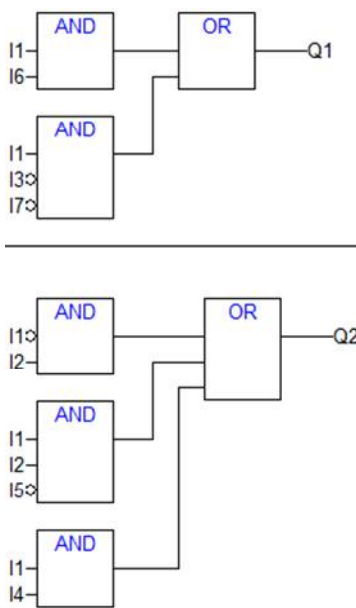 AND OR
I1 Q1
I6
AND
I1
I3
I7
AND OR
I1 Q2
I2
AND
I1
I2
I5
AND
I1
I4